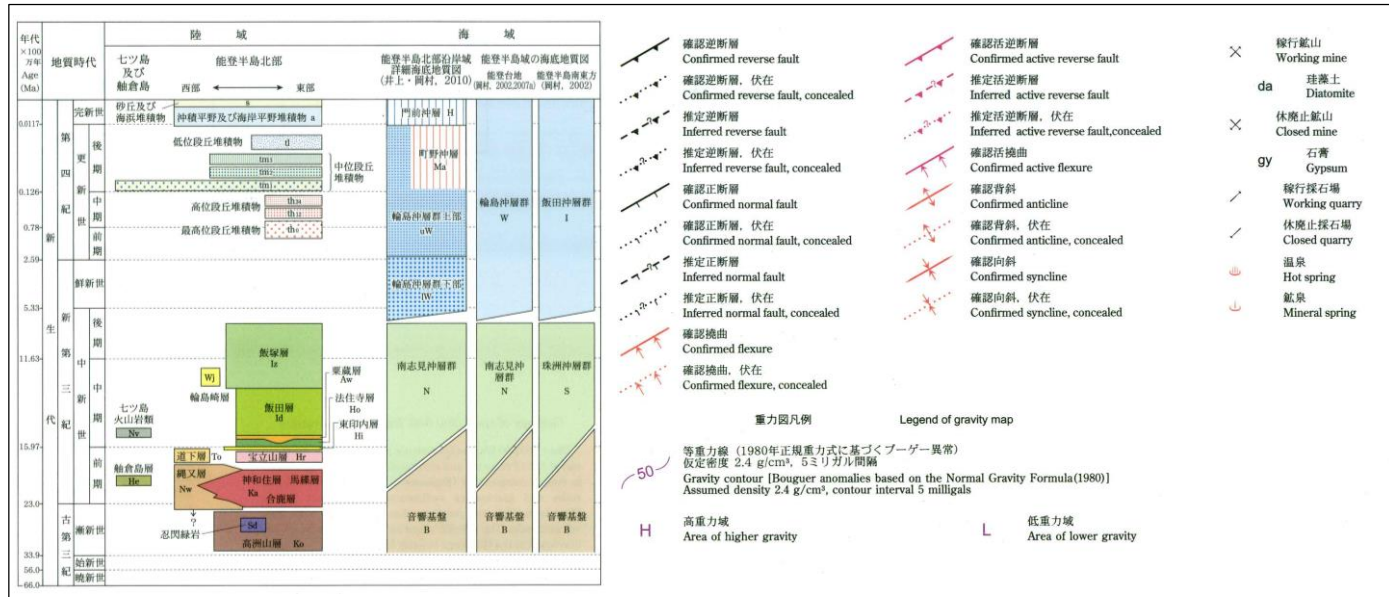 年代
×100
万年
Age
(Ma)
地質時代
陸域
海域
七ツ島
及び
舳倉島
能登半島北部
西部
東部
能登半島北部沿岸域
詳細海底地質図
(井上・岡村, 2010)
能登半島域の海底地質図
能登台地
(岡村, 2002,2007a)
能登半島南東方
(岡村, 2002)
新生代
第四紀
完新世
更新世
後期
中期
前期
新第三紀
鮮新世
中新世
後期
中期
前期
古第三紀
漸新世
始新世
暁新世
0.0117
0.126
0.78
2.59
5.33
11.63
15.97
23.0
33.9
56.0
66.0
砂丘及び
海浜堆積物
s
沖積平野及び海岸平野堆積物 a
低位段丘堆積物
tl
tm₃
tm₂
tm₁
中位段丘
堆積物
高位段丘堆積物
th₃₄
th₁₂
最高位段丘堆積物
th₀
飯塚層
Iz
Wj
輪島崎層
飯田層
Id
粟蔵層
Aw
法住寺層
Ho
東印内層
Hi
七ツ島
火山岩類
Nv
道下層
To
宝立山層 Hr
舳倉島層
He
縄又層
Nw
神和住層
馬緤層
Ka
合鹿層
?
忍閃緑岩
Sd
高洲山層 Ko
門前沖層 H
町野沖層
Ma
輪島沖層群上部
uW
輪島沖層群下部
lW
輪島沖層群
W
飯田沖層群
I
南志見沖層群
N
南志見沖
層群
N
珠洲沖層群
S
音響基盤
B
音響基盤
B
音響基盤
B
確認逆断層
Confirmed reverse fault
確認逆断層, 伏在
Confirmed reverse fault, concealed
推定逆断層
Inferred reverse fault
推定逆断層, 伏在
Inferred reverse fault, concealed
確認正断層
Confirmed normal fault
確認正断層, 伏在
Confirmed normal fault, concealed
推定正断層
Inferred normal fault
推定正断層, 伏在
Inferred normal fault, concealed
確認撓曲
Confirmed flexure
確認撓曲, 伏在
Confirmed flexure, concealed
確認活逆断層
Confirmed active reverse fault
推定活逆断層
Inferred active reverse fault
推定活逆断層, 伏在
Inferred active reverse fault,concealed
確認活撓曲
Confirmed active flexure
確認背斜
Confirmed anticline
確認背斜, 伏在
Confirmed anticline, concealed
確認向斜
Confirmed syncline
確認向斜, 伏在
Confirmed syncline, concealed
稼行鉱山
Working mine
da
珪藻土
Diatomite
休廃止鉱山
Closed mine
gy
石膏
Gypsum
稼行採石場
Working quarry
休廃止採石場
Closed quarry
温泉
Hot spring
鉱泉
Mineral spring
重力図凡例
Legend of gravity map
50
等重力線 (1980年正規重力式に基づくブーゲー異常)
仮定密度 2.4 g/cm³, 5ミリガル間隔
Gravity contour [Bouguer anomalies based on the Normal Gravity Formula(1980)]
Assumed density 2.4 g/cm³, contour interval 5 milligals
H
高重力域
Area of higher gravity
L
低重力域
Area of lower gravity